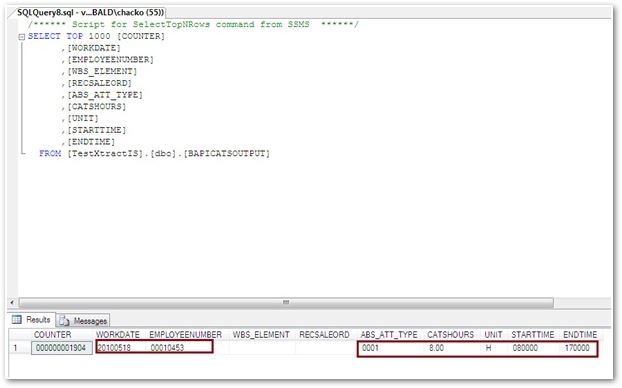 SQLQuery8.sql - v...BALD\chacko (55))
/****** Script for SelectTopNRows command from SSMS ******/
SELECT TOP 1000 [COUNTER]
,[WORKDATE]
,[EMPLOYEENUMBER]
,[WBS_ELEMENT]
,[RECSALEORD]
,[ABS_ATT_TYPE]
,[CATSHOURS]
,[UNIT]
,[STARTTIME]
,[ENDTIME]
FROM [TestXtractIS].[dbo].[BAPICATSOUTPUT]
Results Messages
COUNTER WORKDATE EMPLOYEENUMBER WBS_ELEMENT RECSALEORD ABS_ATT_TYPE CATSHOURS UNIT STARTTIME ENDTIME
1 000000001904 20100518 00010453 0001 8.00 H 080000 170000